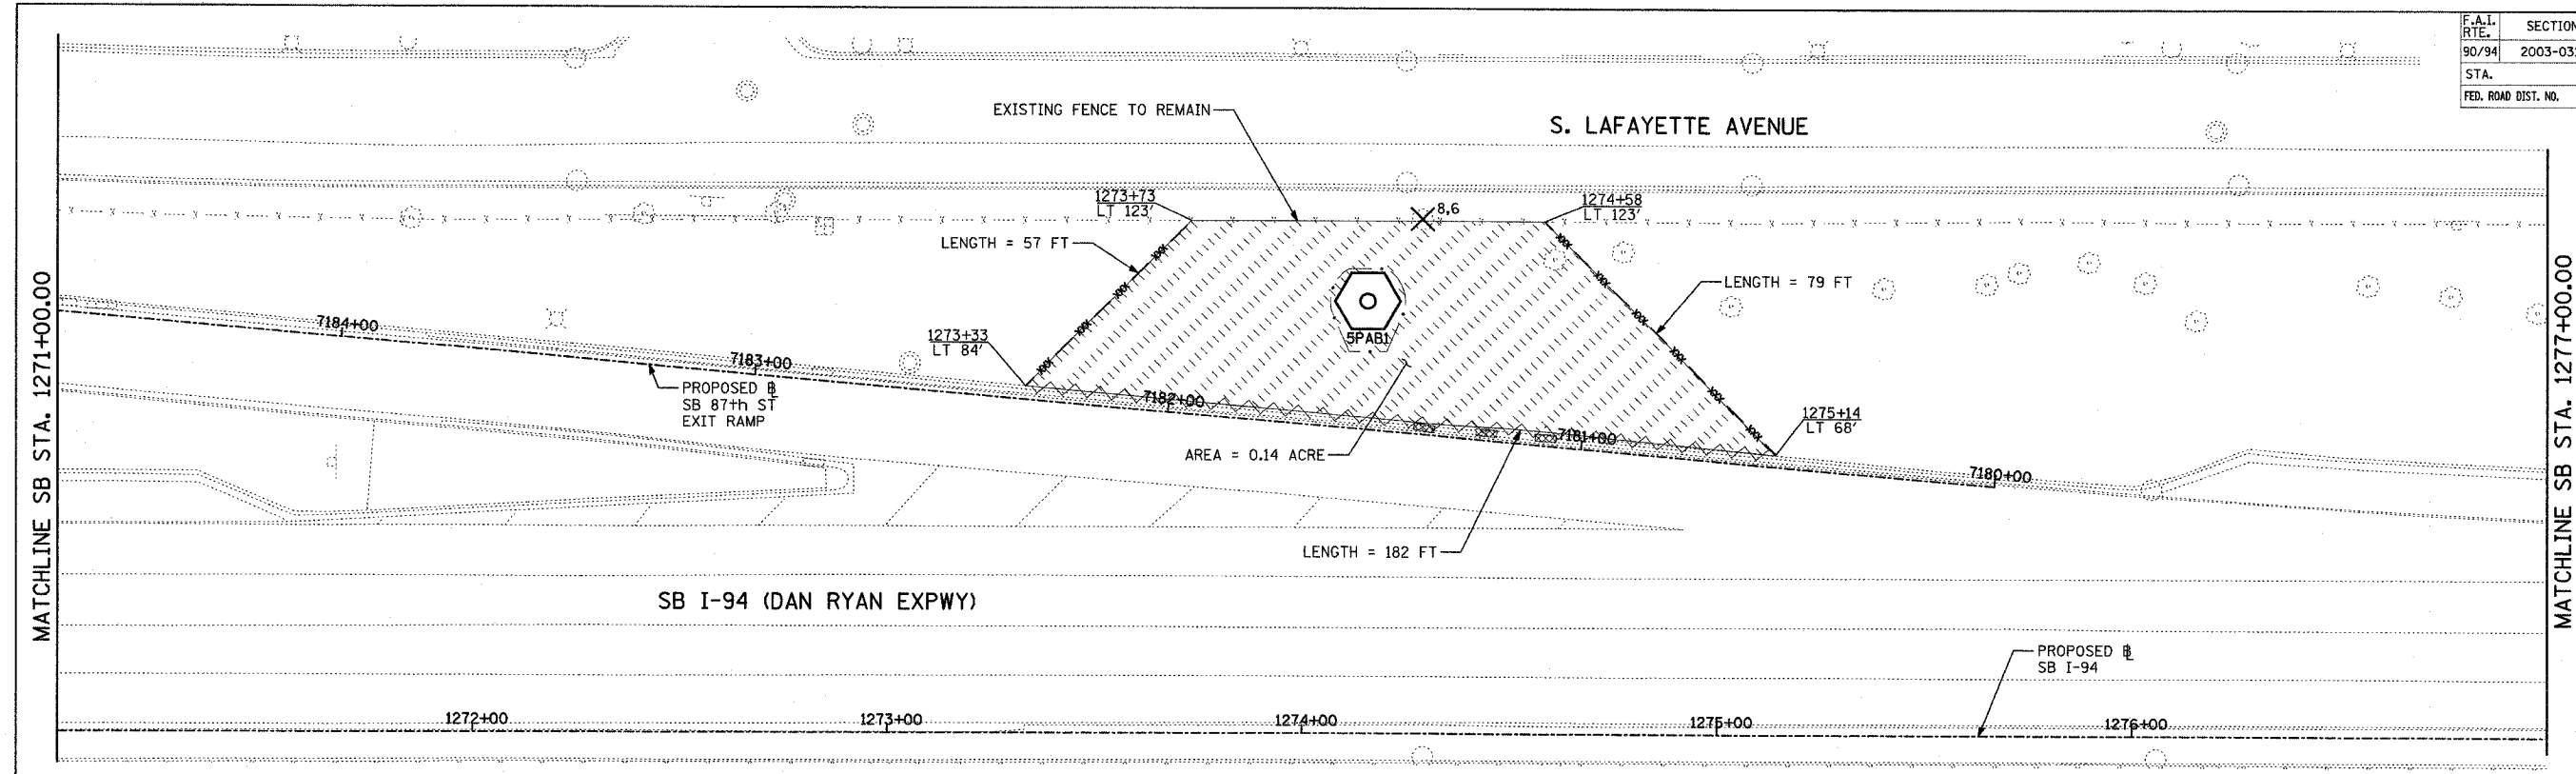 F.A.I.
RTE.
SECTION
90/94
STA.
FED. ROAD DIST. NO.
EXISTING FENCE TO REMAIN
S. LAFAYETTE AVENUE
1273+73
LT 123'
8,6
1274+58
LT 123'
LENGTH = 57 FT
LENGTH = 79 FT
MATCHLINE SB STA. 1271+00.00
MATCHLINE SB STA. 1277+00.00
5PAB1
7184+00
1273+33
LT 84'
7183+00
PROPOSED ℄
SB 87th ST
EXIT RAMP
7182+00
1275+14
LT 68'
7181+00
AREA = 0.14 ACRE
7180+00
LENGTH = 182 FT
SB I-94 (DAN RYAN EXPWY)
PROPOSED ℄
SB I-94
1272+00
1273+00
1274+00
1275+00
1276+00